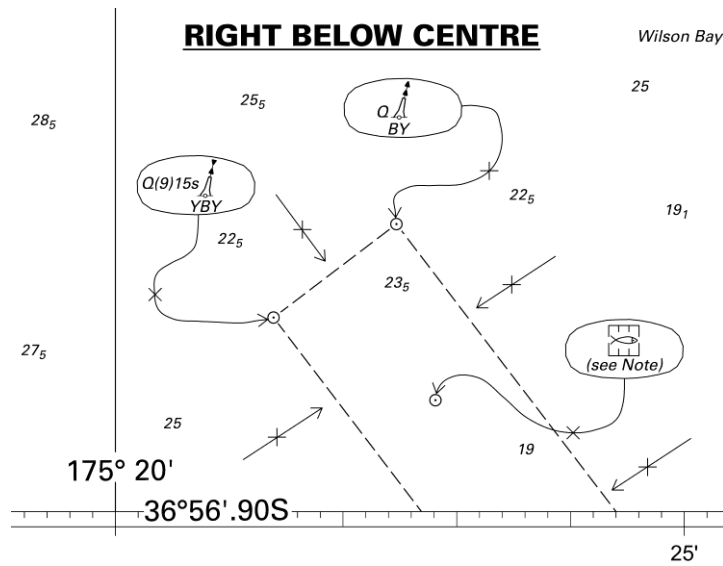 RIGHT BELOW CENTRE
Wilson Bay
25
25₅
28₅
Q
BY
Q(9)15s
YBY
22₅
19₁
22₅
23₅
27₅
(see Note)
25
19
175° 20'
36°56'.90S
25'